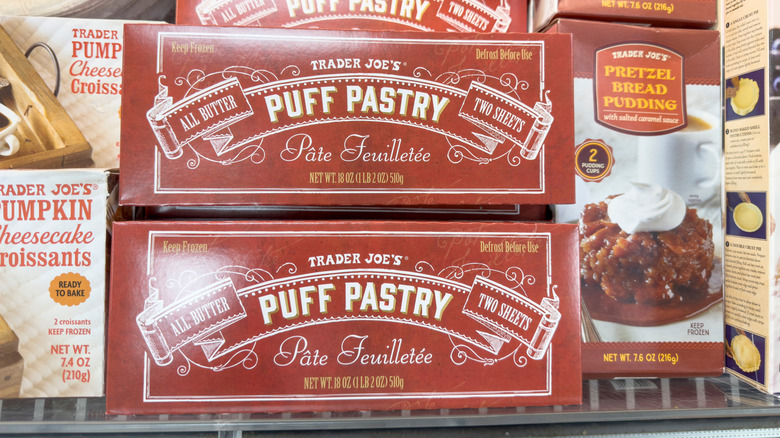 TRADER
PUMP
Cheese
Croiss
ALL BUTTER
PUFF PASTRY
TWO SHEETS
NET WT. 7.6 OZ (216g)
Keep Frozen
Defrost Before Use
TRADER JOE'S®
ALL BUTTER
PUFF PASTRY
TWO SHEETS
Pâte Feuilletée
NET WT. 18 OZ (1 LB 2 OZ) 510g
TRADER JOE'S
PRETZEL
BREAD
PUDDING
with salted caramel sauce
2
PUDDING
CUPS
KEEP
FROZEN
NET WT. 7.6 OZ (216g)
RADER JOE'S®
UMPKIN
heesecake
roissants
READY
TO BAKE
2 croissants
KEEP FROZEN
NET WT.
7.4 OZ
(210g)
Keep Frozen
Defrost Before Use
TRADER JOE'S®
ALL-BUTTER
PUFF PASTRY
TWO SHEETS
Pâte Feuilletée
NET WT. 18 OZ (1 LB 2 OZ) 510g